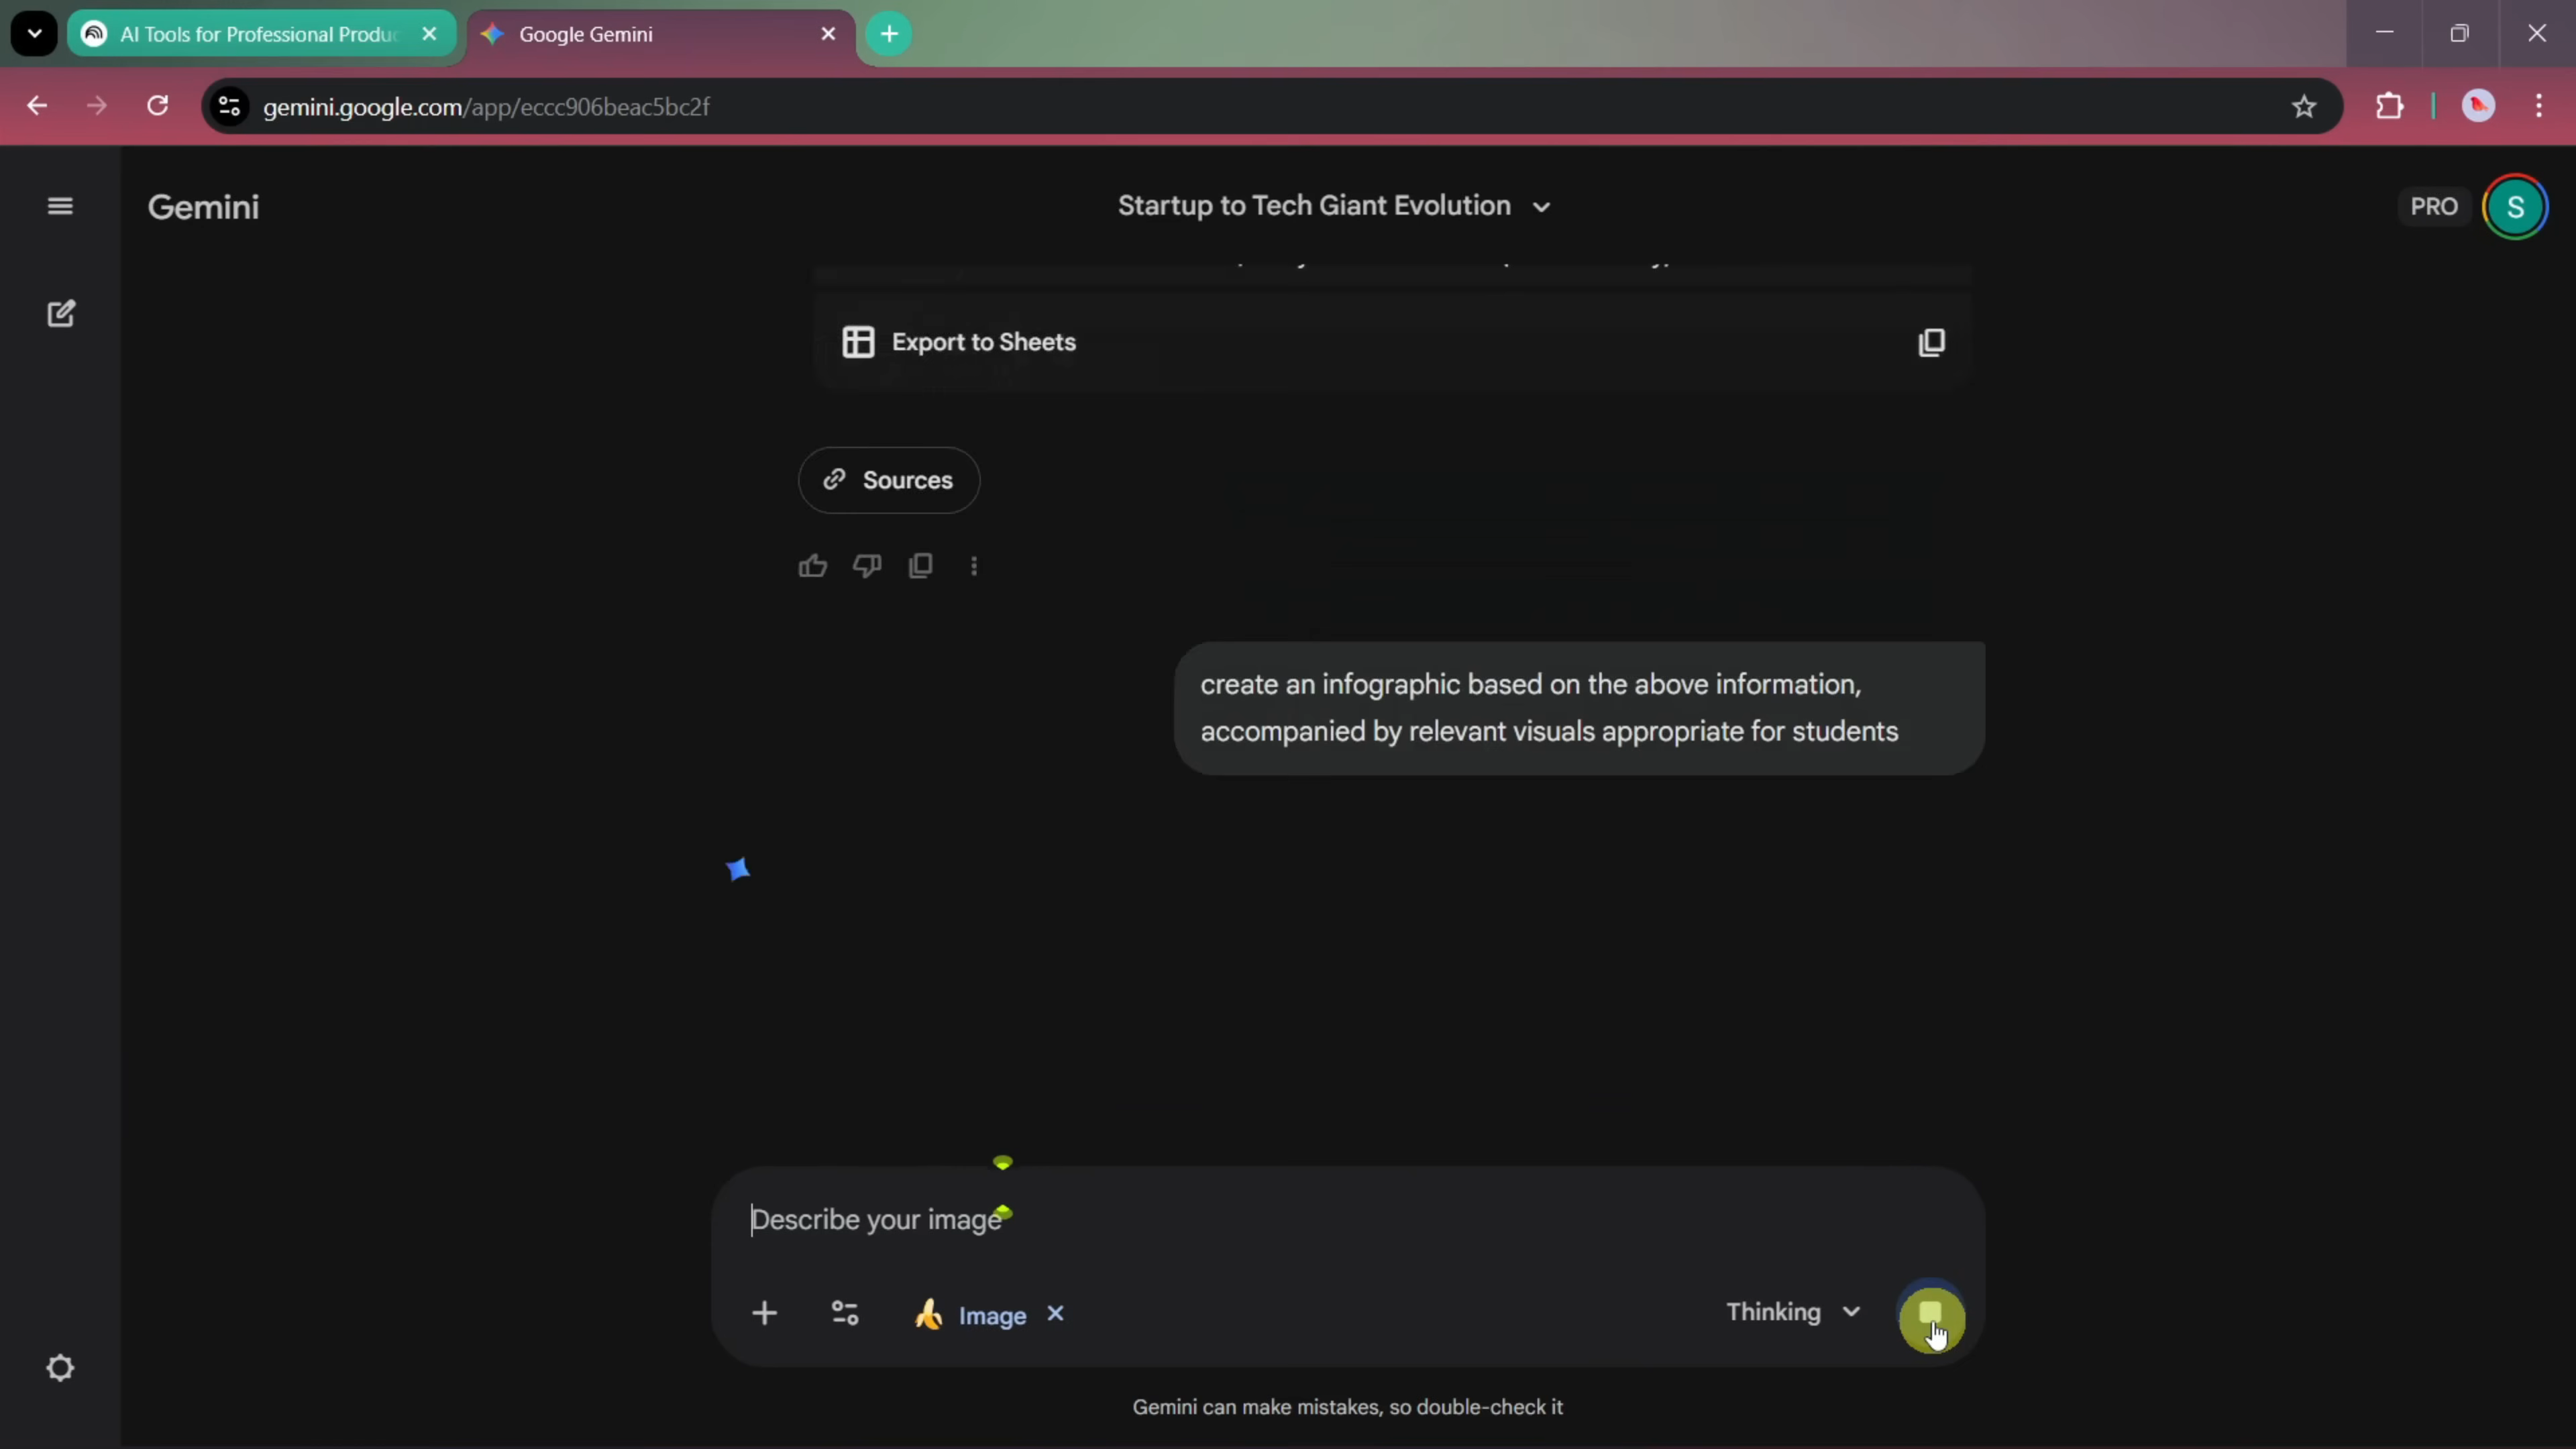 AI Tools for Professional Produc
Google Gemini
gemini.google.com/app/eccc906beac5bc2f
Gemini
Startup to Tech Giant Evolution
PRO
S
Export to Sheets
Sources
create an infographic based on the above information,
accompanied by relevant visuals appropriate for students
Describe your image
Image
Thinking
Gemini can make mistakes, so double-check it